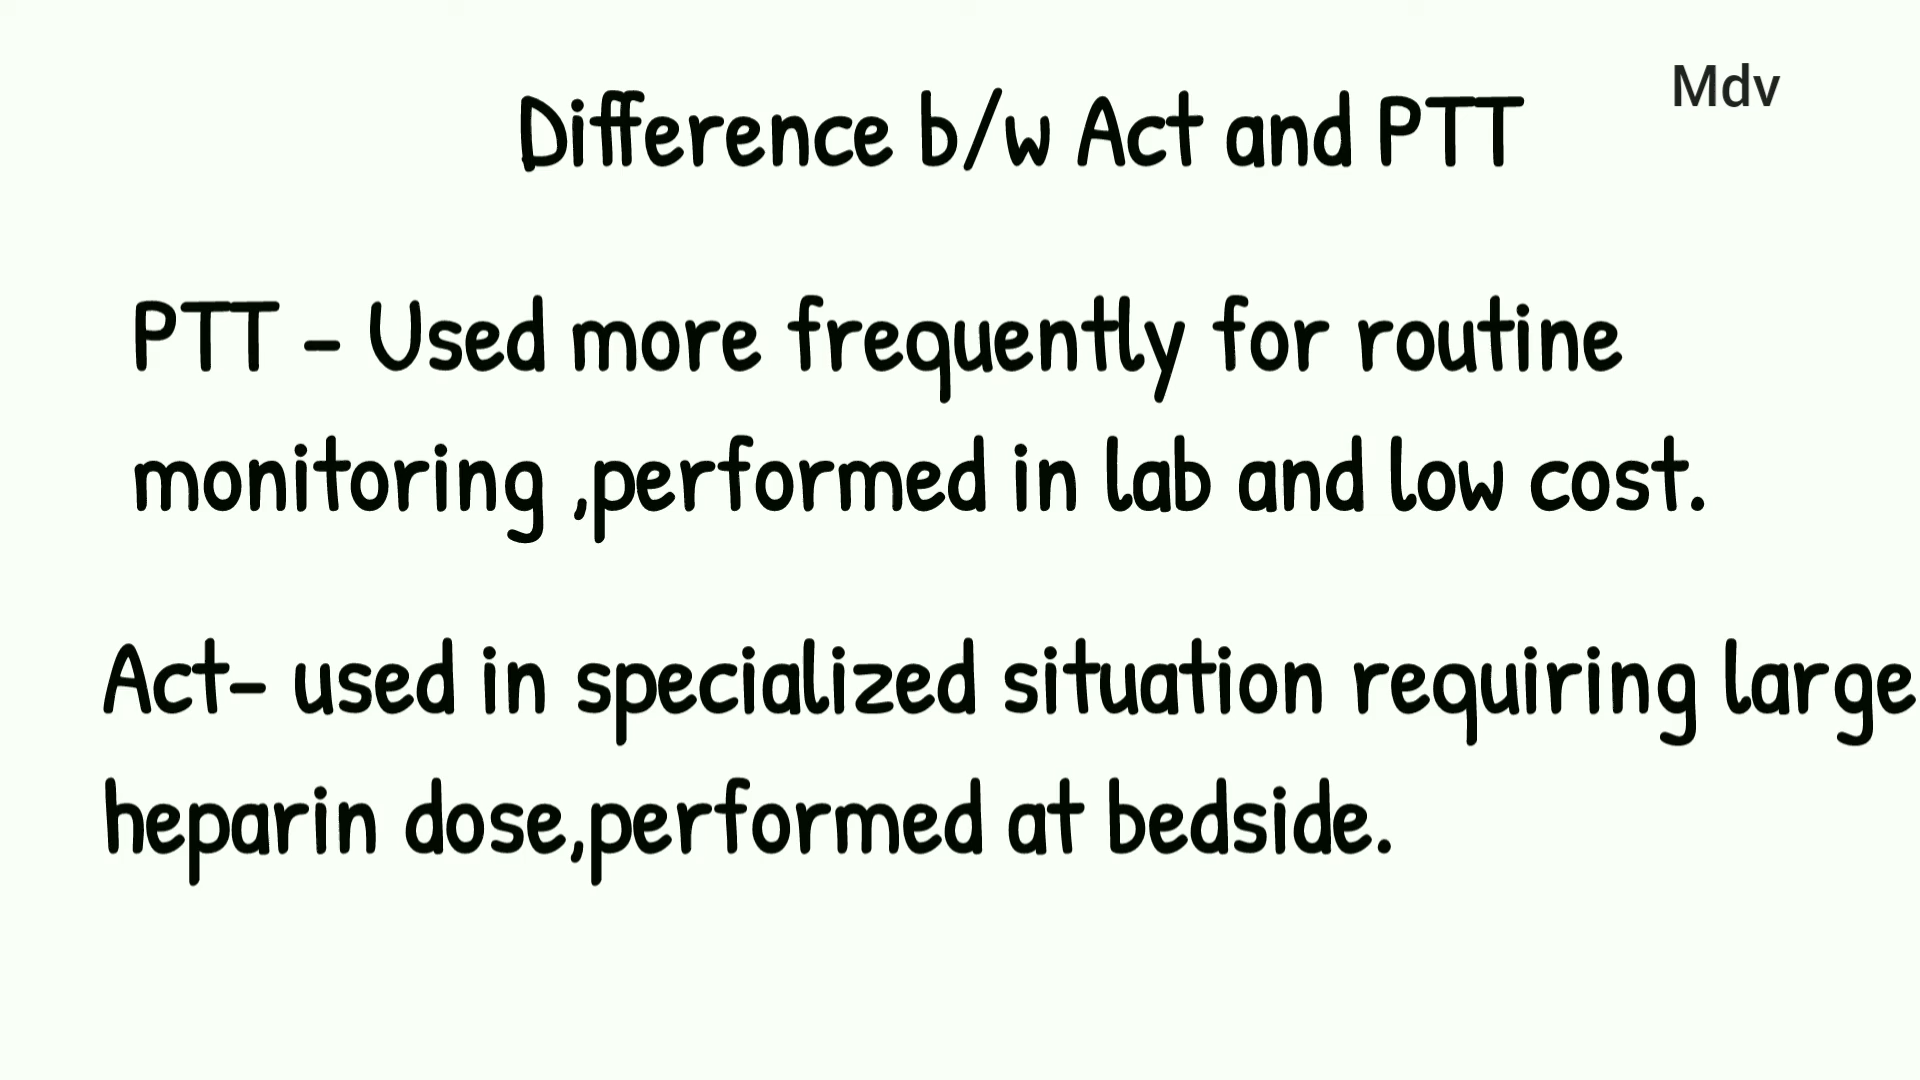 Mdv
Difference b/w Act and PTT
PTT - Used more frequently for routine
monitoring ,performed in lab and low cost.
Act- used in specialized situation requiring large
heparin dose,performed at bedside.